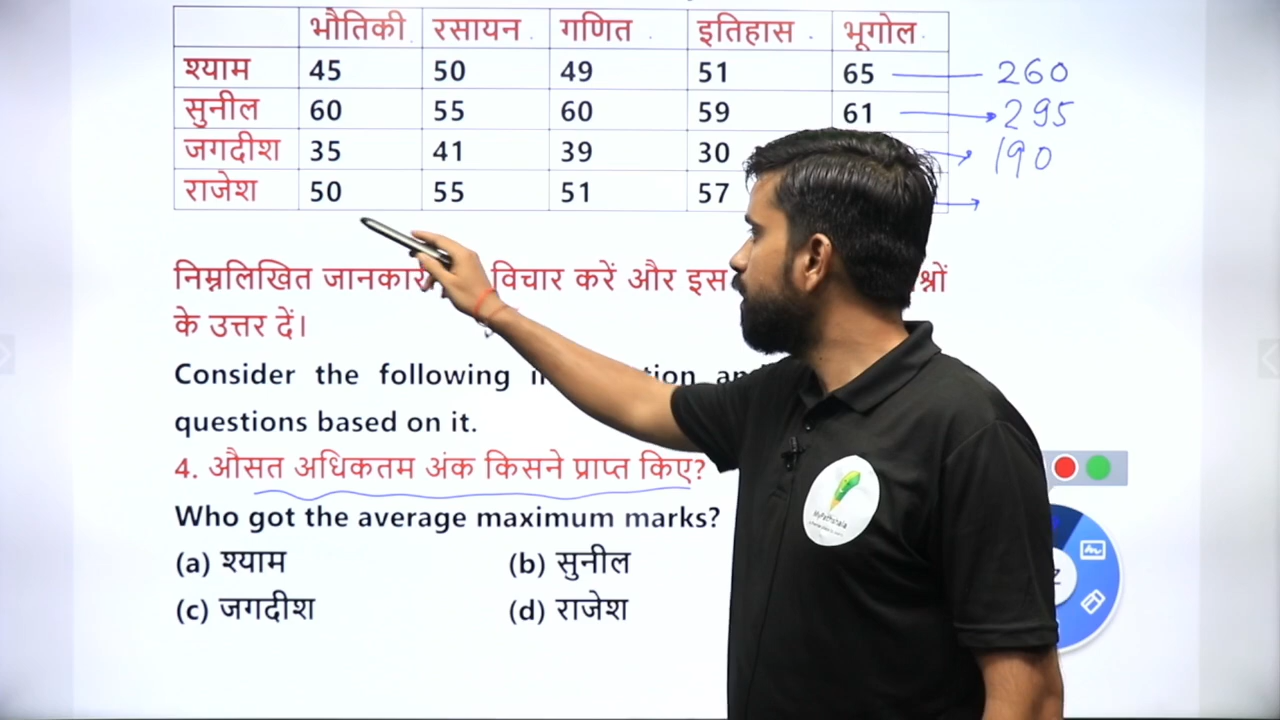 भौतिकी रसायन गणित इतिहास भूगोल
श्याम 45 50 49 51 65 260
सुनील 60 55 60 59 61 295
जगदीश 35 41 39 30 190
राजेश 50 55 51 57
निम्नलिखित विचार करें और इस
के उत्तर दें।
Consider the following
questions based on it.
4. औसत अधिकतम अंक किसने प्राप्त किए?
Who got the average maximum marks?
(a) श्याम (b) सुनील
(c) जगदीश (d) राजेश
MyPathshala